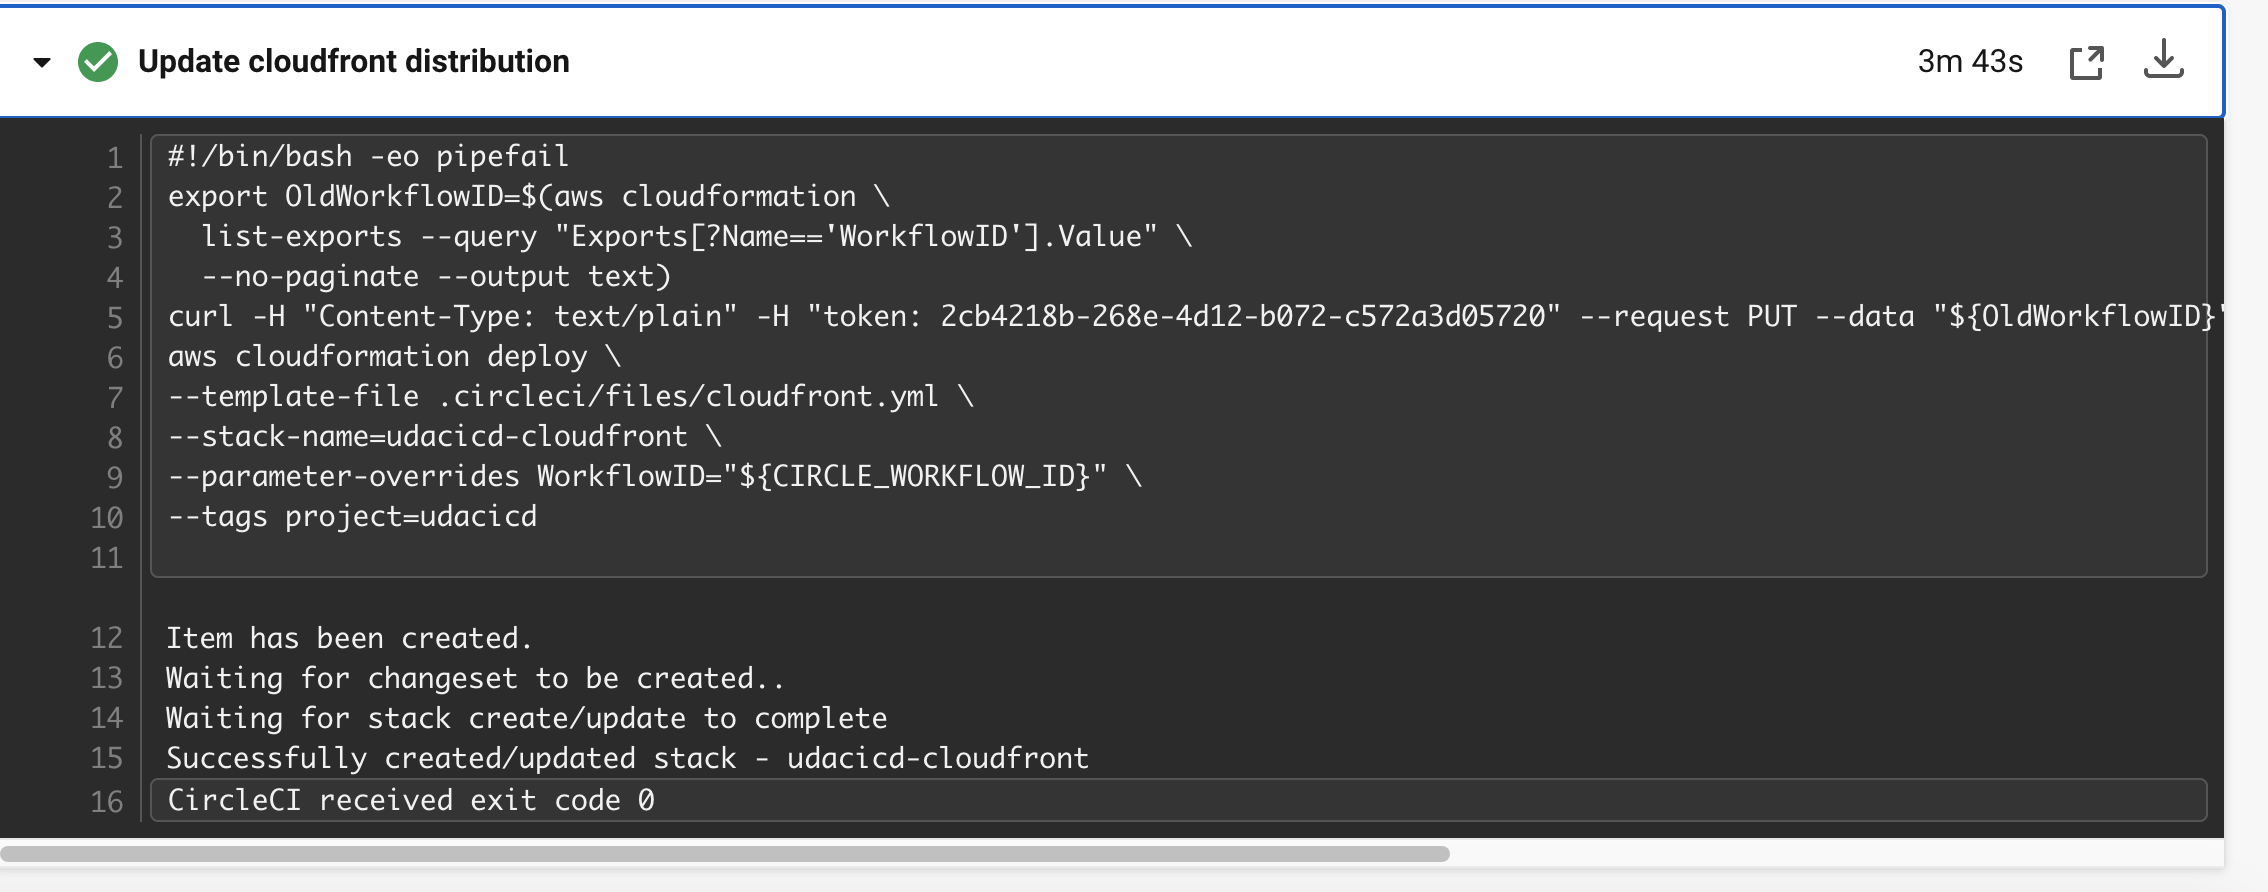 Update cloudfront distribution 3m 43s
1 #!/bin/bash -eo pipefail
2 export OldWorkflowID=$(aws cloudformation \
3 list-exports --query "Exports[?Name=='WorkflowID'].Value" \
4 --no-paginate --output text)
5 curl -H "Content-Type: text/plain" -H "token: 2cb4218b-268e-4d12-b072-c572a3d05720" --request PUT --data "${OldWorkflowID}"
6 aws cloudformation deploy \
7 --template-file .circleci/files/cloudfront.yml \
8 --stack-name=udacicd-cloudfront \
9 --parameter-overrides WorkflowID="${CIRCLE_WORKFLOW_ID}" \
10 --tags project=udacicd
11
12 Item has been created.
13 Waiting for changeset to be created..
14 Waiting for stack create/update to complete
15 Successfully created/updated stack - udacicd-cloudfront
16 CircleCI received exit code 0